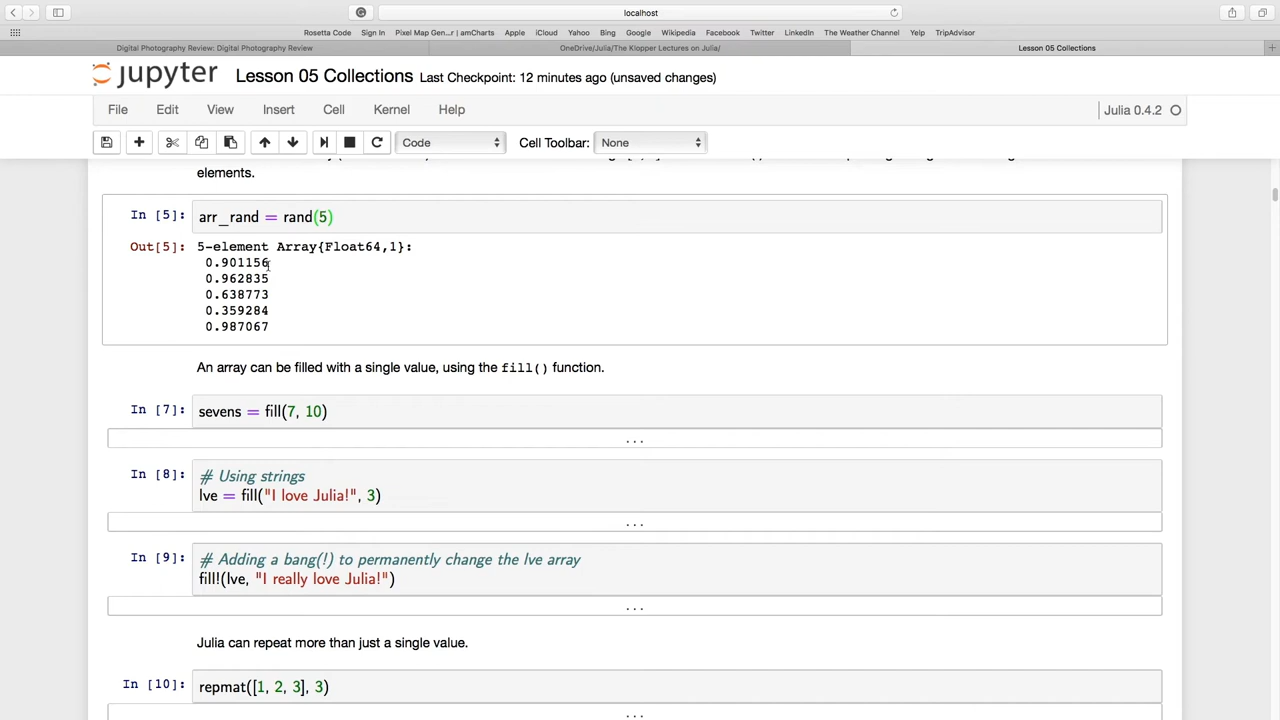 localhost
Rosetta Code Sign In Pixel Map Gen...r | amCharts Apple iCloud Yahoo Bing Google Wikipedia Facebook Twitter LinkedIn The Weather Channel Yelp TripAdvisor
Digital Photography Review: Digital Photography Review OneDrive/Julia/The Klopper Lectures on Julia/ Lesson 05 Collections
jupyter Lesson 05 Collections Last Checkpoint: 12 minutes ago (unsaved changes)
File Edit View Insert Cell Kernel Help Julia 0.4.2
Code Cell Toolbar: None
elements.
In [5]: arr_rand = rand(5)
Out[5]: 5-element Array{Float64,1}:
0.901156
0.962835
0.638773
0.359284
0.987067
An array can be filled with a single value, using the fill() function.
In [7]: sevens = fill(7, 10)
...
In [8]: # Using strings
lve = fill("I love Julia!", 3)
...
In [9]: # Adding a bang(!) to permanently change the lve array
fill!(lve, "I really love Julia!")
...
Julia can repeat more than just a single value.
In [10]: repmat([1, 2, 3], 3)
...